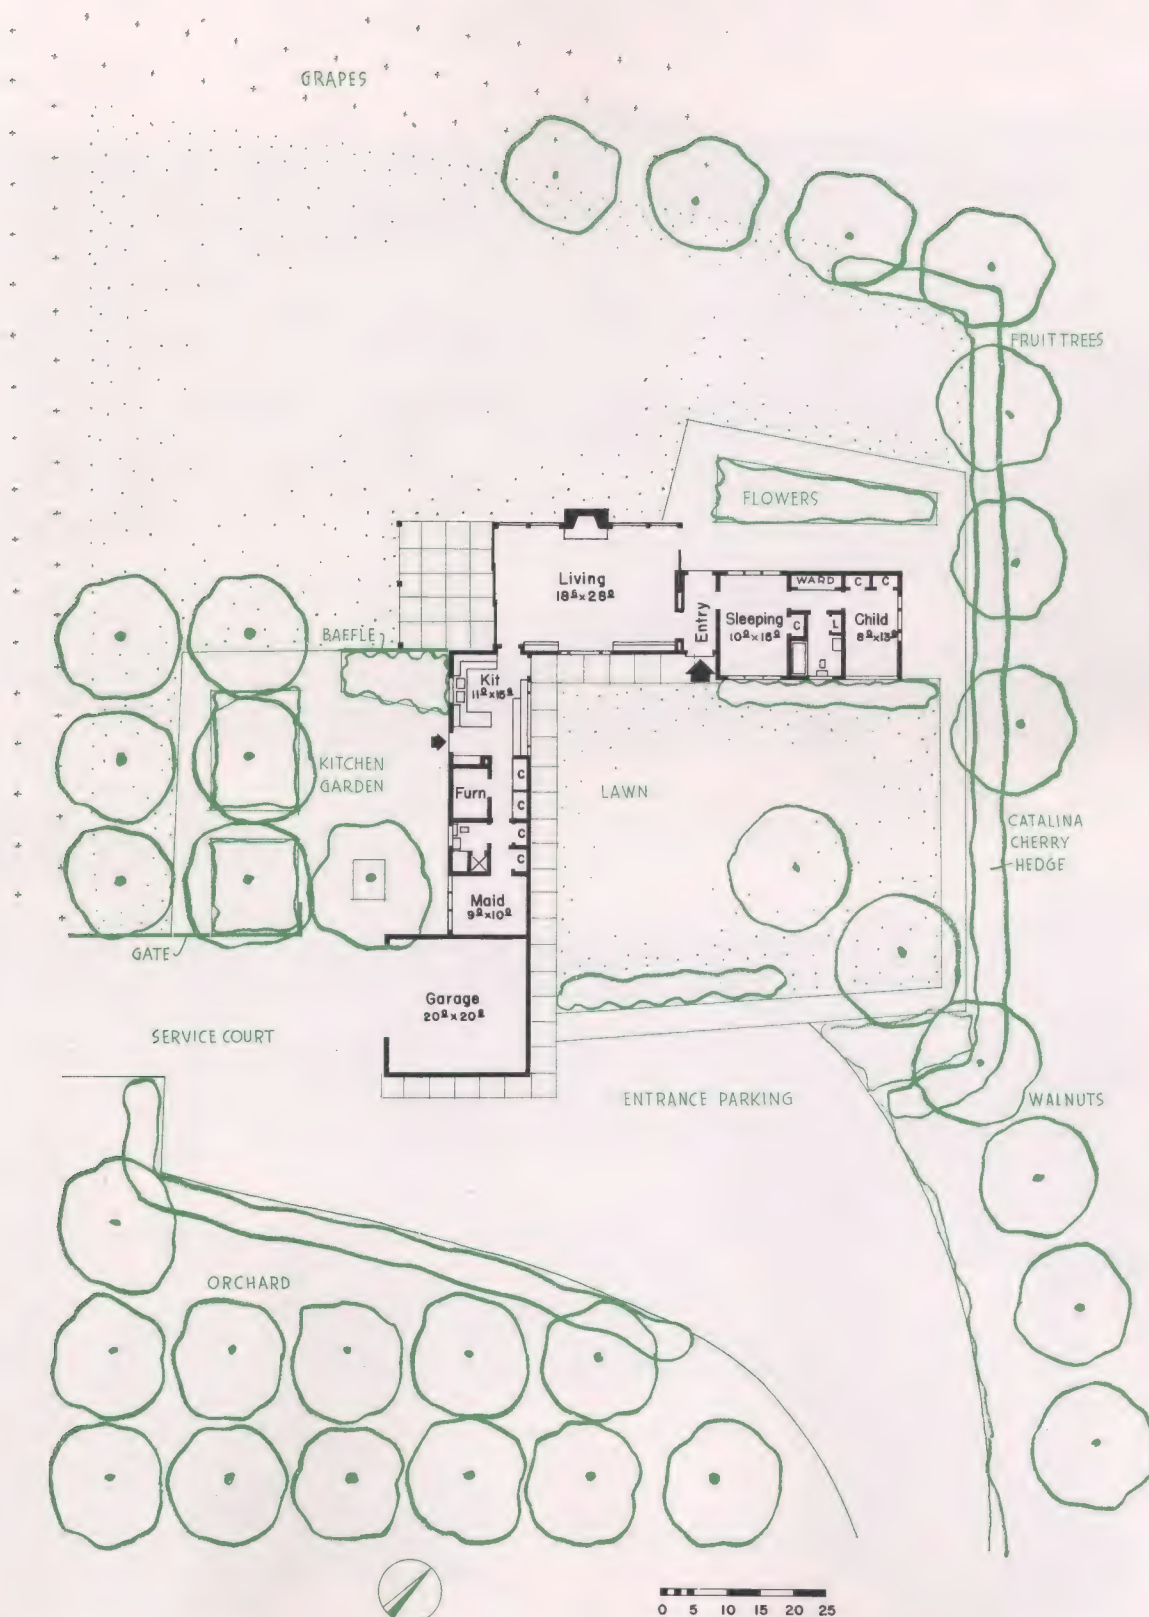 GRAPES
FRUIT TREES
FLOWERS
Living
18⁰ × 28⁰
WARD
C
C
Entry
Sleeping
10⁰ × 16⁰
C
L
Child
8⁰ × 13⁰
BAFFLE
Kit
11⁰ × 15⁰
KITCHEN
GARDEN
Furn
C
C
C
C
LAWN
CATALINA
CHERRY
HEDGE
Maid
9⁰ × 10⁰
GATE
Garage
20⁰ × 20⁰
SERVICE COURT
ENTRANCE PARKING
WALNUTS
ORCHARD
0 5 10 15 20 25